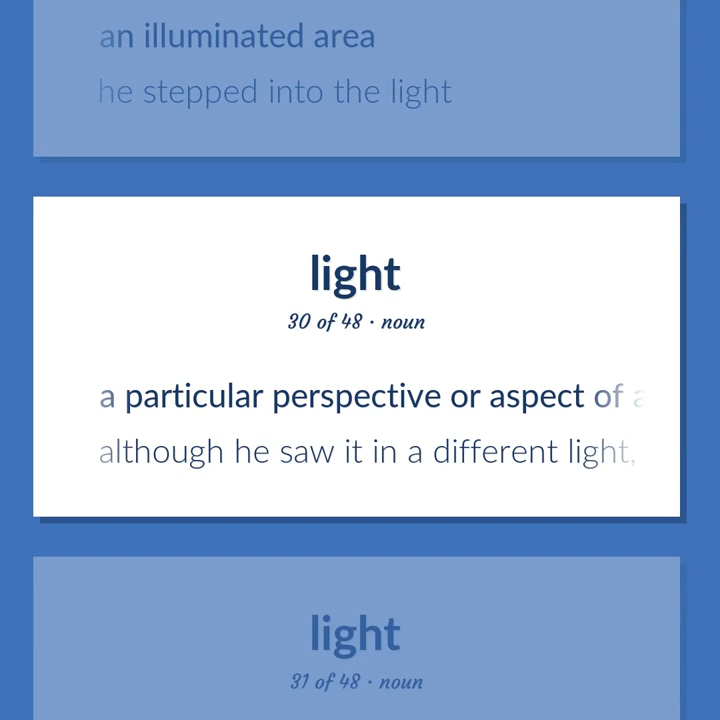 an illuminated area
he stepped into the light
light
30 of 48 · noun
a particular perspective or aspect of a
although he saw it in a different light,
light
31 of 48 · noun